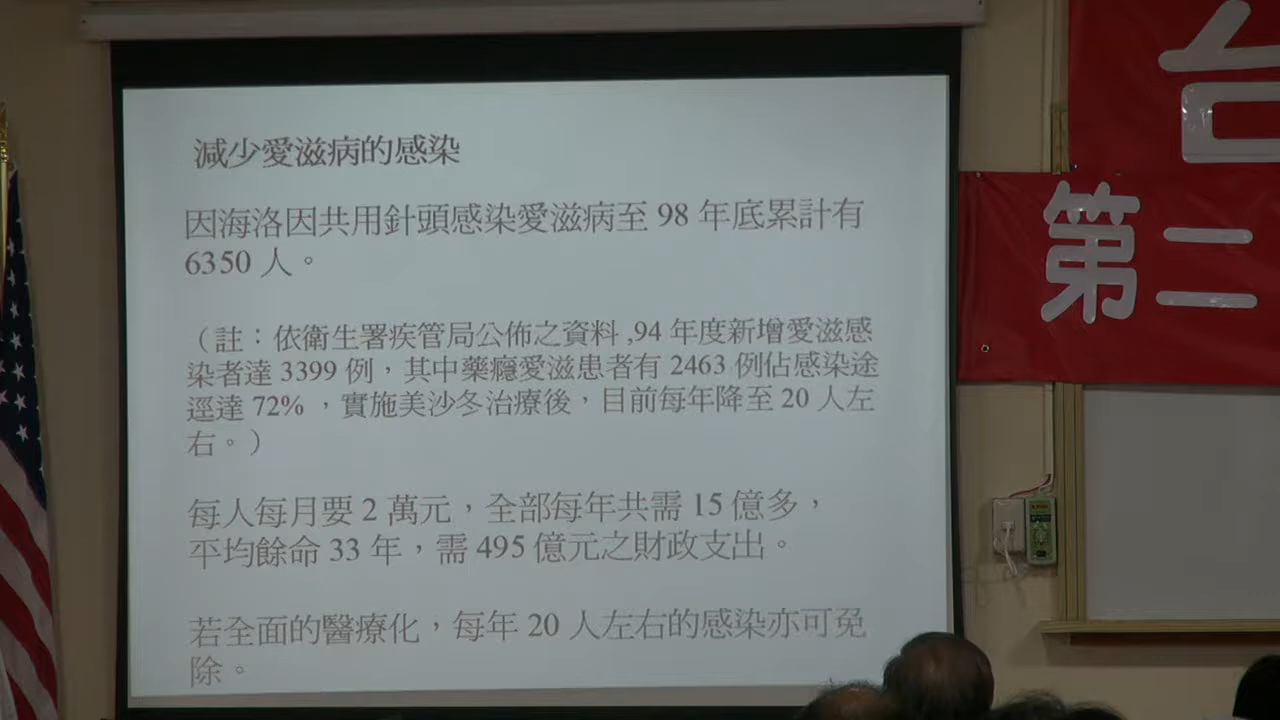 減少愛滋病的感染
因海洛因共用針頭感染愛滋病至 98 年底累計有
6350 人。
（註：依衛生署疾管局公佈之資料,94 年度新增愛滋感
染者達 3399 例，其中藥癮愛滋患者有 2463 例佔感染途
逕達 72% ，實施美沙冬治療後，目前每年降至 20 人左
右。）
每人每月要 2 萬元，全部每年共需 15 億多，
平均餘命 33 年，需 495 億元之財政支出。
若全面的醫療化，每年 20 人左右的感染亦可免
除。
台
第二